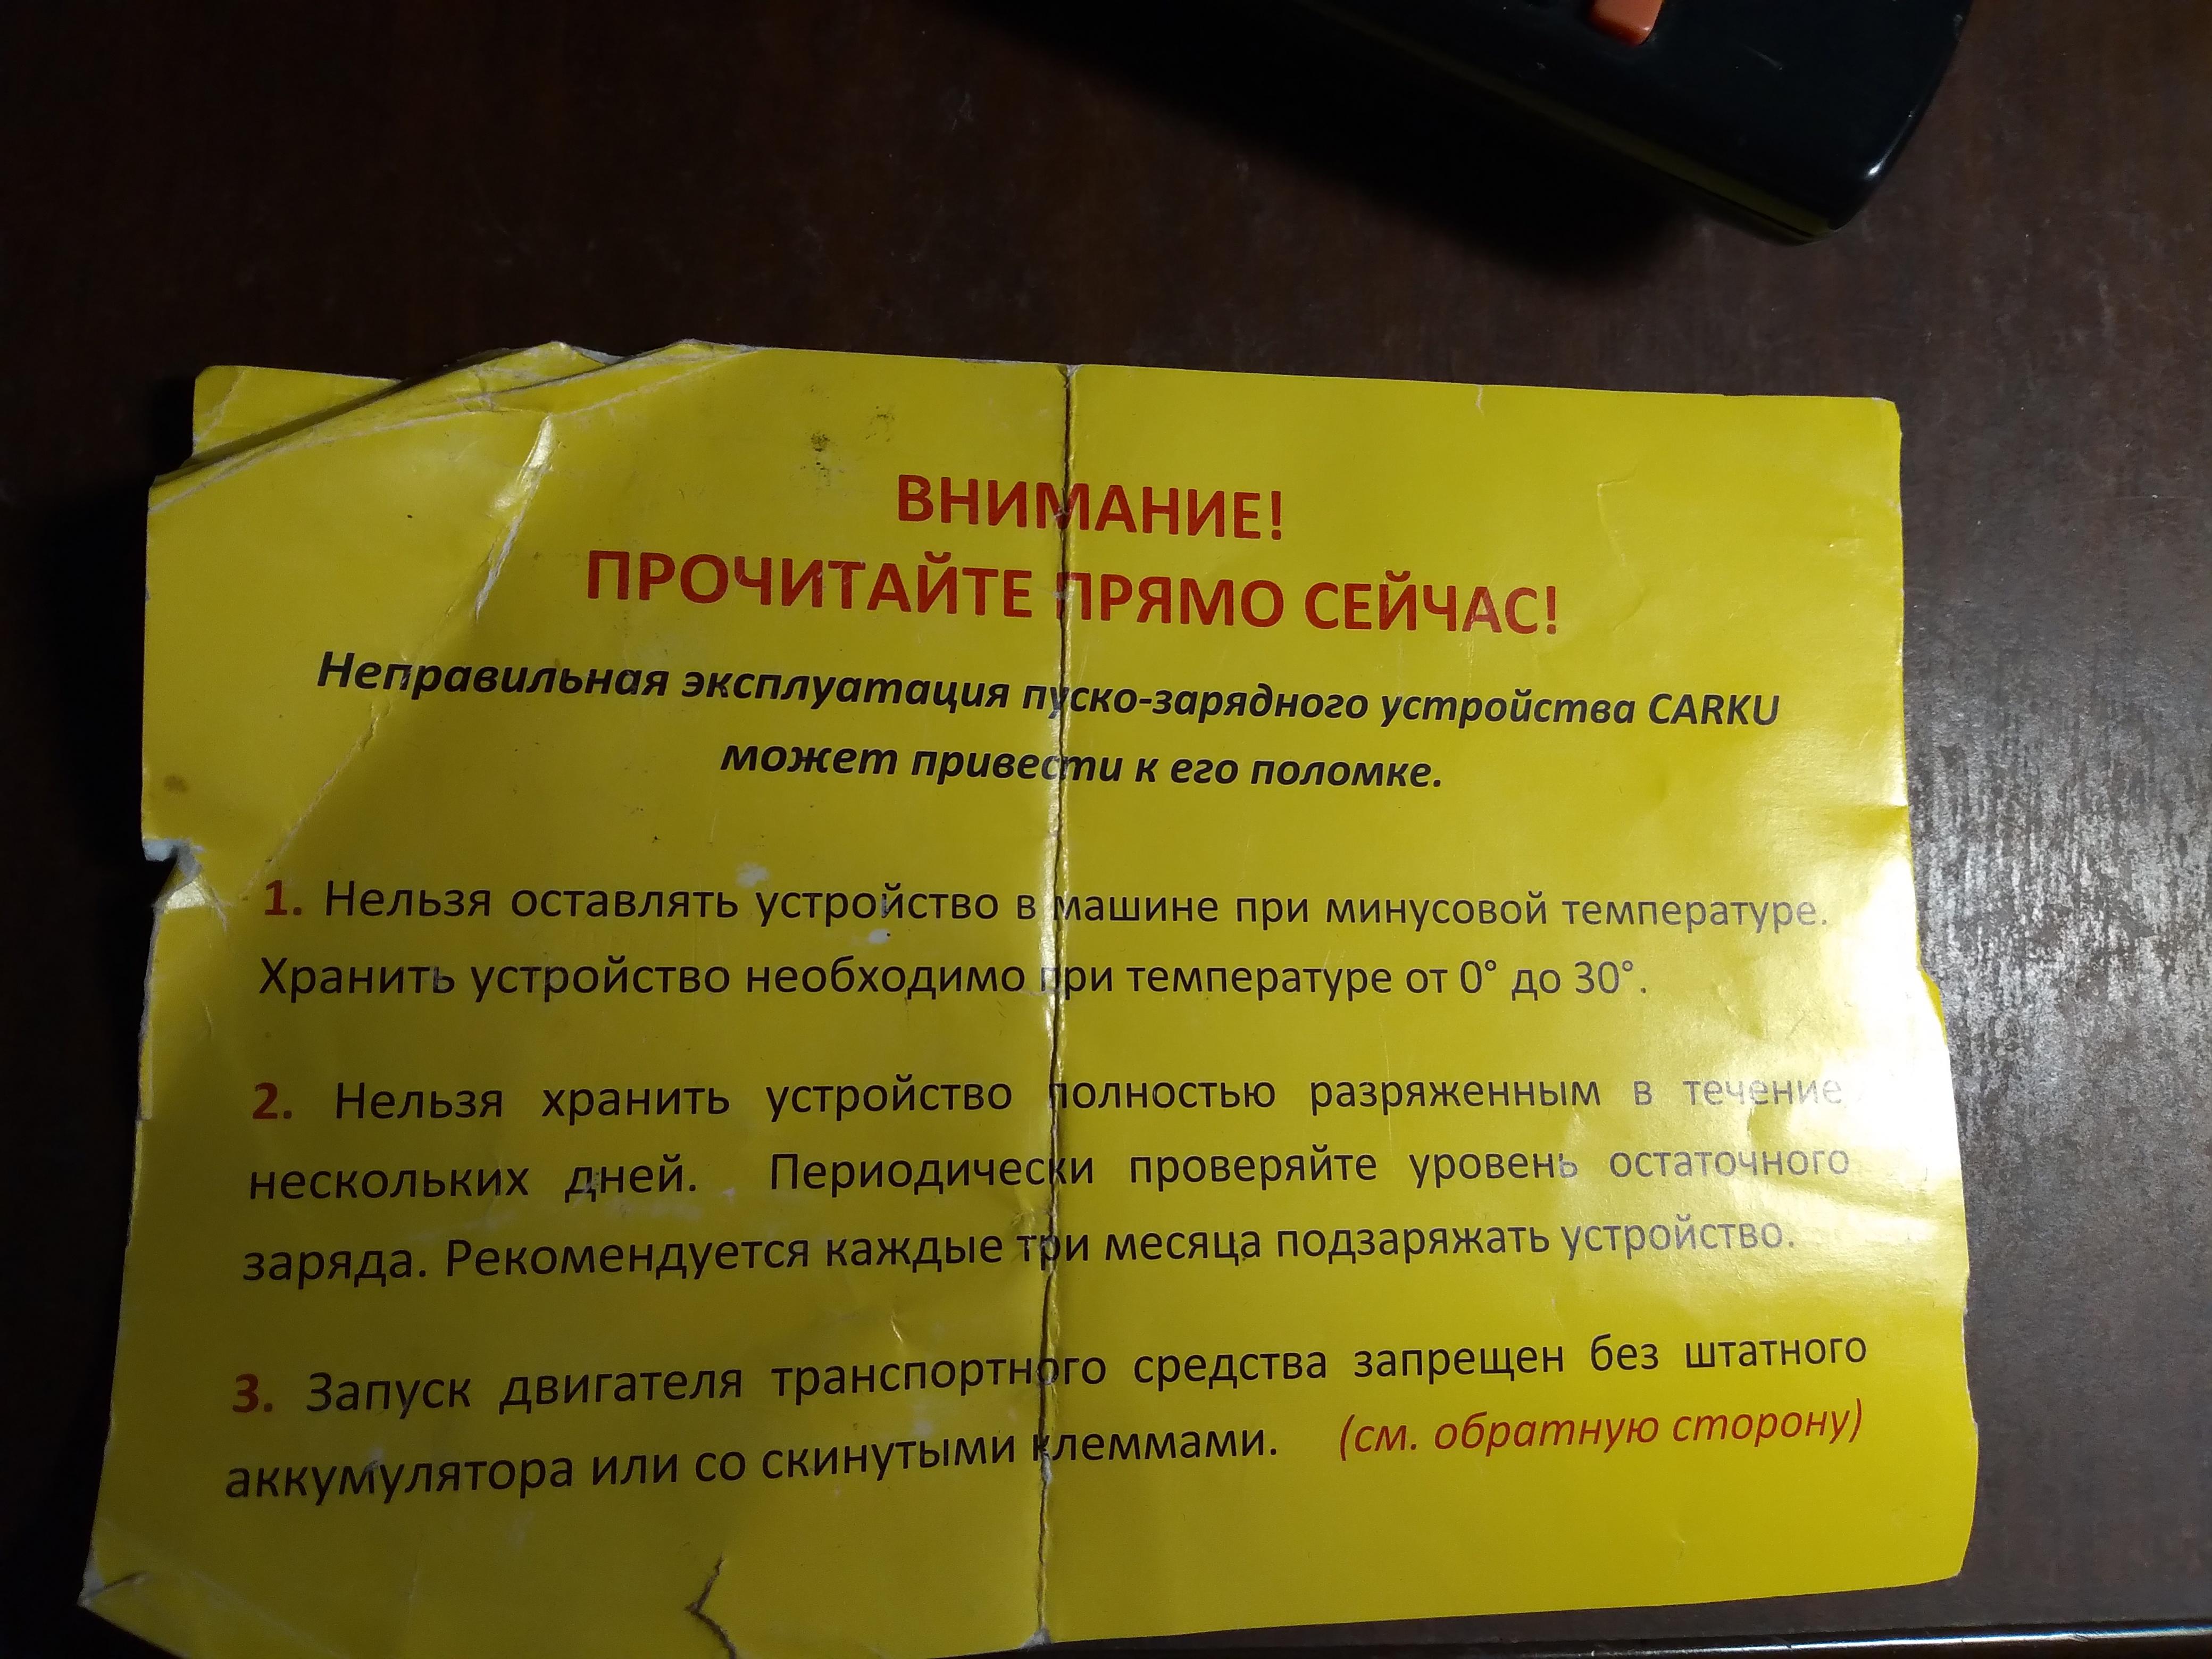 ВНИМАНИЕ!
ПРОЧИТАЙТЕ ПРЯМО СЕЙЧАС!
Неправильная эксплуатация пуско-зарядного устройства CARKU
может привести к его поломке.
1. Нельзя оставлять устройство в машине при минусовой температуре.
Хранить устройство необходимо при температуре от 0° до 30°.
2. Нельзя хранить устройство полностью разряженным в течение
нескольких дней. Периодически проверяйте уровень остаточного
заряда. Рекомендуется каждые три месяца подзаряжать устройство.
3. Запуск двигателя транспортного средства запрещен без штатного
аккумулятора или со скинутыми клеммами. (см. обратную сторону)